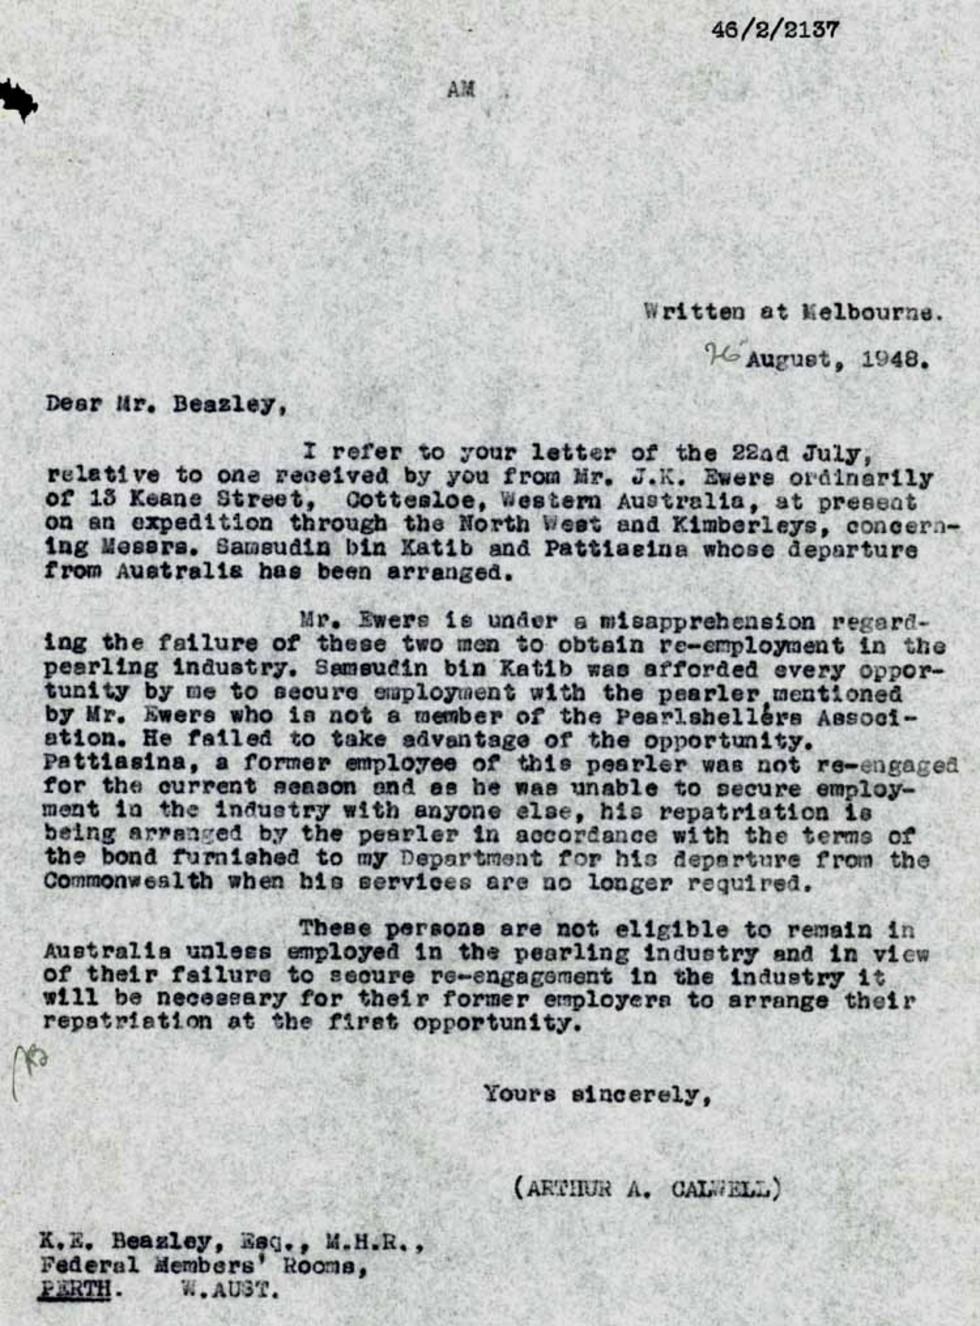 46/2/2137
AM
Written at Melbourne.
26 August, 1948.
Dear Mr. Beazley,
I refer to your letter of the 22nd July,
relative to one received by you from Mr. J.K. Ewers ordinarily
of 13 Keane Street, Cottesloe, Western Australia, at present
on an expedition through the North West and Kimberleys, concern-
ing Messrs. Samsudin bin Katib and Pattiasina whose departure
from Australia has been arranged.
Mr. Ewers is under a misapprehension regard-
ing the failure of these two men to obtain re-employment in the
pearling industry. Samsudin bin Katib was afforded every oppor-
tunity by me to secure employment with the pearler mentioned
by Mr. Ewers who is not a member of the Pearlshellers Associ-
ation. He failed to take advantage of the opportunity.
Pattiasina, a former employee of this pearler was not re-engaged
for the current season and as he was unable to secure employ-
ment in the industry with anyone else, his repatriation is
being arranged by the pearler in accordance with the terms of
the bond furnished to my Department for his departure from the
Commonwealth when his services are no longer required.
These persons are not eligible to remain in
Australia unless employed in the pearling industry and in view
of their failure to secure re-engagement in the industry it
will be necessary for their former employers to arrange their
repatriation at the first opportunity.
Yours sincerely,
(ARTHUR A. CALWELL)
K.E. Beazley, Esq., M.H.R.,
Federal Members' Rooms,
PERTH. W.AUST.